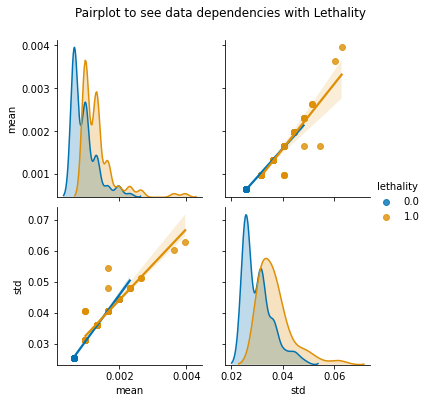 Pairplot to see data dependencies with Lethality
0.004
0.003
0.002
0.001
mean
lethality
0.0
1.0
0.07
0.06
0.05
0.04
0.03
std
0.002
0.004
mean
0.02
0.04
0.06
std